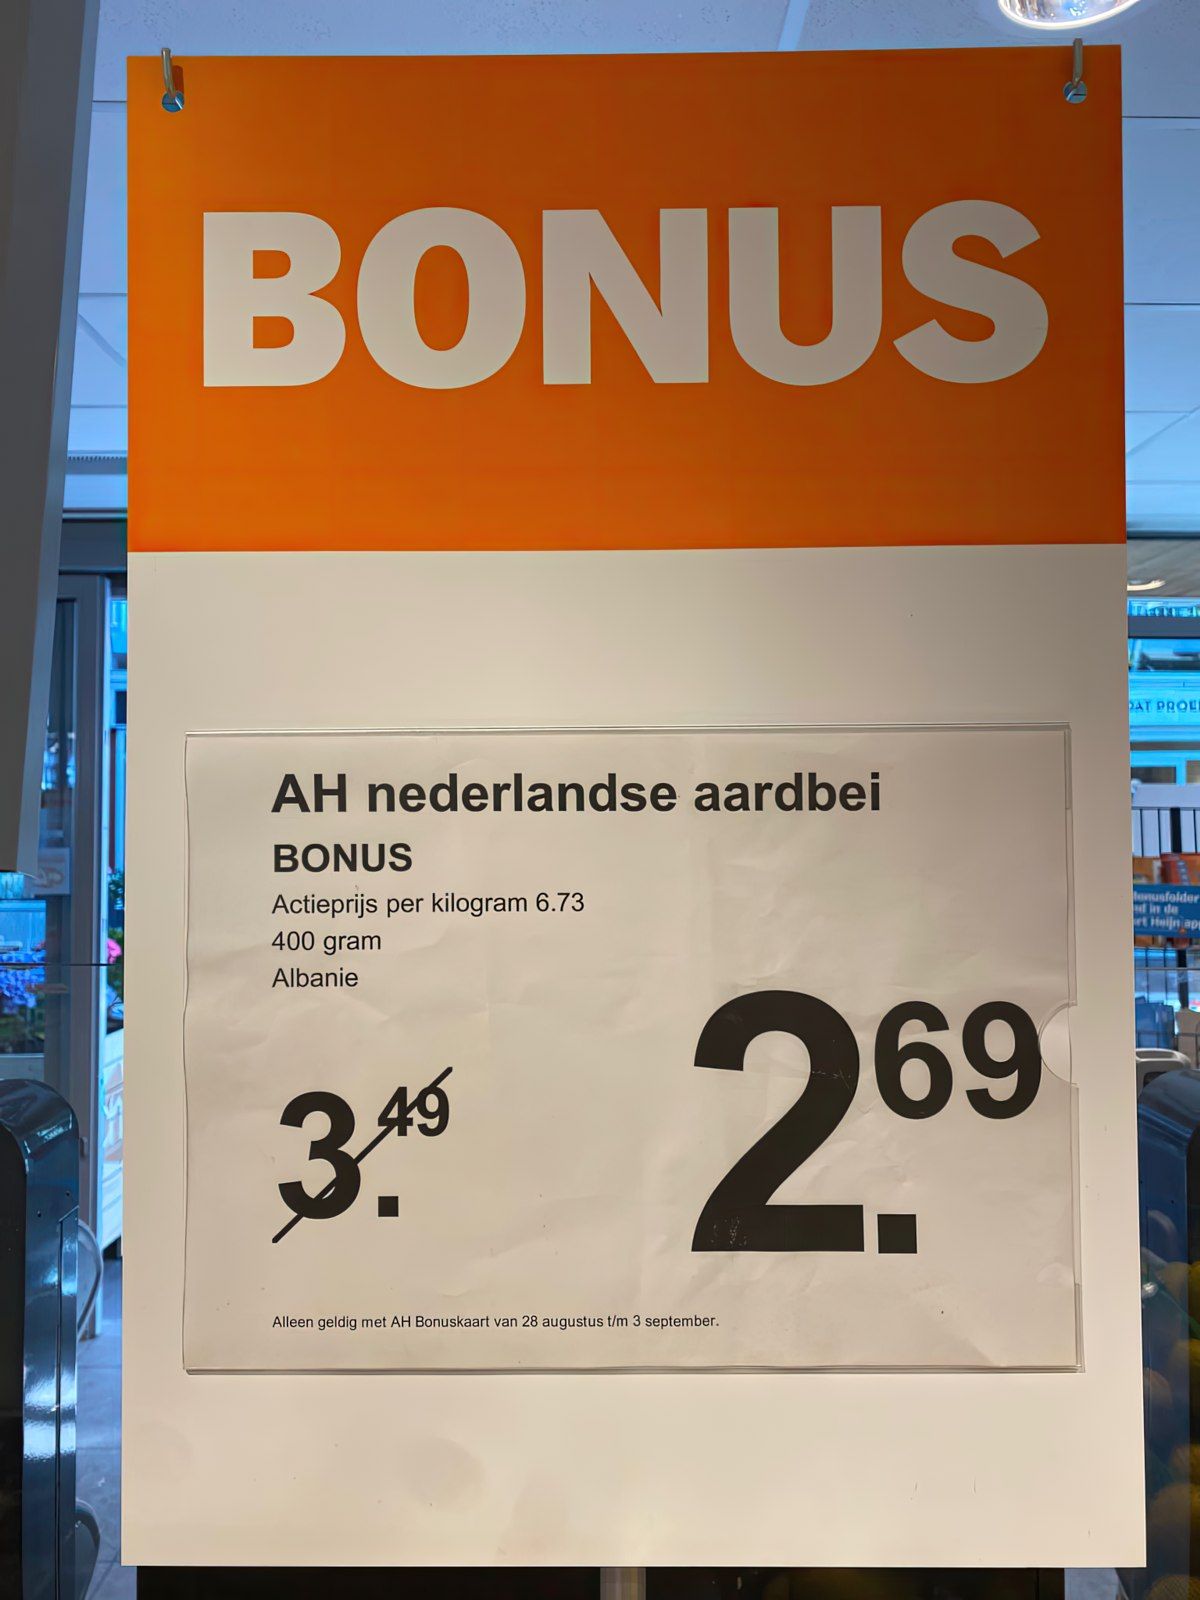 BONUS
AH nederlandse aardbei
BONUS
Actieprijs per kilogram 6.73
400 gram
Albanie
3.49
2.69
Alleen geldig met AH Bonuskaart van 28 augustus t/m 3 september.